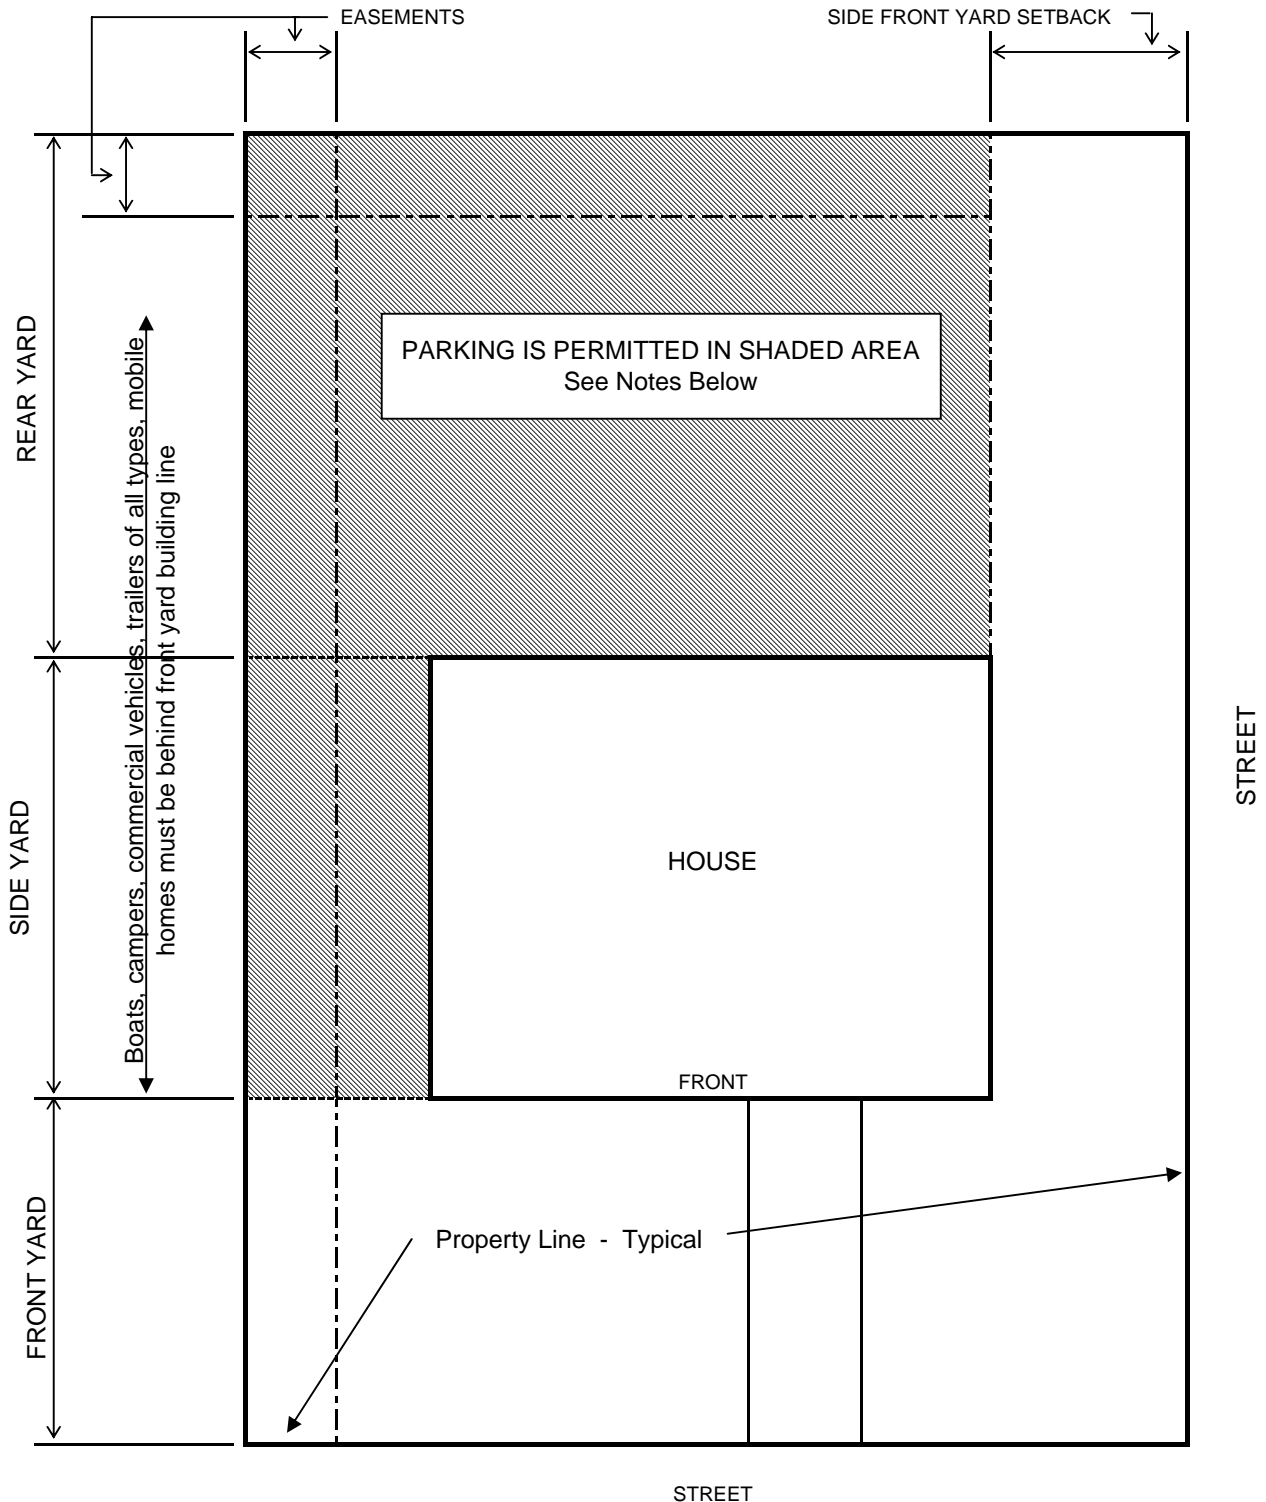 EASEMENTS
SIDE FRONT YARD SETBACK
REAR YARD
Boats, campers, commercial vehicles, trailers of all types, mobile
homes must be behind front yard building line
PARKING IS PERMITTED IN SHADED AREA
See Notes Below
SIDE YARD
HOUSE
STREET
FRONT
FRONT YARD
Property Line - Typical
STREET